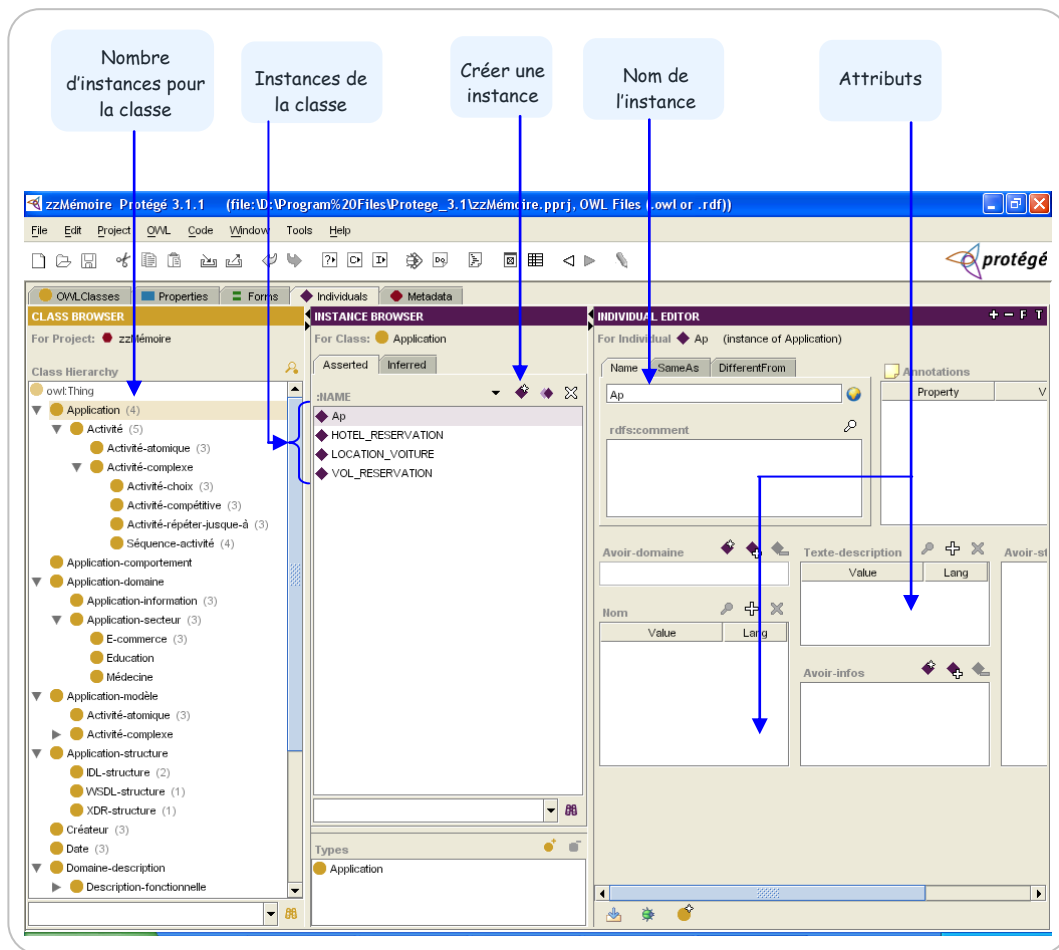 Nombre
d'instances pour
la classe
Instances de
la classe
Créer une
instance
Nom de
l'instance
Attributs
zzMémoire Protégé 3.1.1 (file:\D:\Program%20Files\Protege_3.1\zzMémoire.pprj, OWL Files (.owl or .rdf))
File Edit Project OWL Code Window Tools Help
protégé
OWLClasses Properties Forms Individuals Metadata
CLASS BROWSER
For Project: zzMémoire
Class Hierarchy
owl:Thing
Application (4)
Activité (5)
Activité-atomique (3)
Activité-complexe
Activité-choix (3)
Activité-compétitive (3)
Activité-répéter-jusque-à (3)
Séquence-activité (4)
Application-comportement
Application-domaine
Application-information (3)
Application-secteur (3)
E-commerce (3)
Education
Médecine
Application-modèle
Activité-atomique (3)
Activité-complexe
Application-structure
IDL-structure (2)
WSDL-structure (1)
XDR-structure (1)
Créateur (3)
Date (3)
Domaine-description
Description-fonctionnelle
INSTANCE BROWSER
For Class: Application
Asserted Inferred
:NAME
Ap
HOTEL_RESERVATION
LOCATION_VOITURE
VOL_RESERVATION
Types
Application
INDIVIDUAL EDITOR + − F T
For Individual Ap (instance of Application)
Name SameAs DifferentFrom
Ap
rdfs:comment
Annotations
Property V
Avoir-domaine
Nom
Value Lang
Texte-description
Value Lang
Avoir-infos
Avoir-st